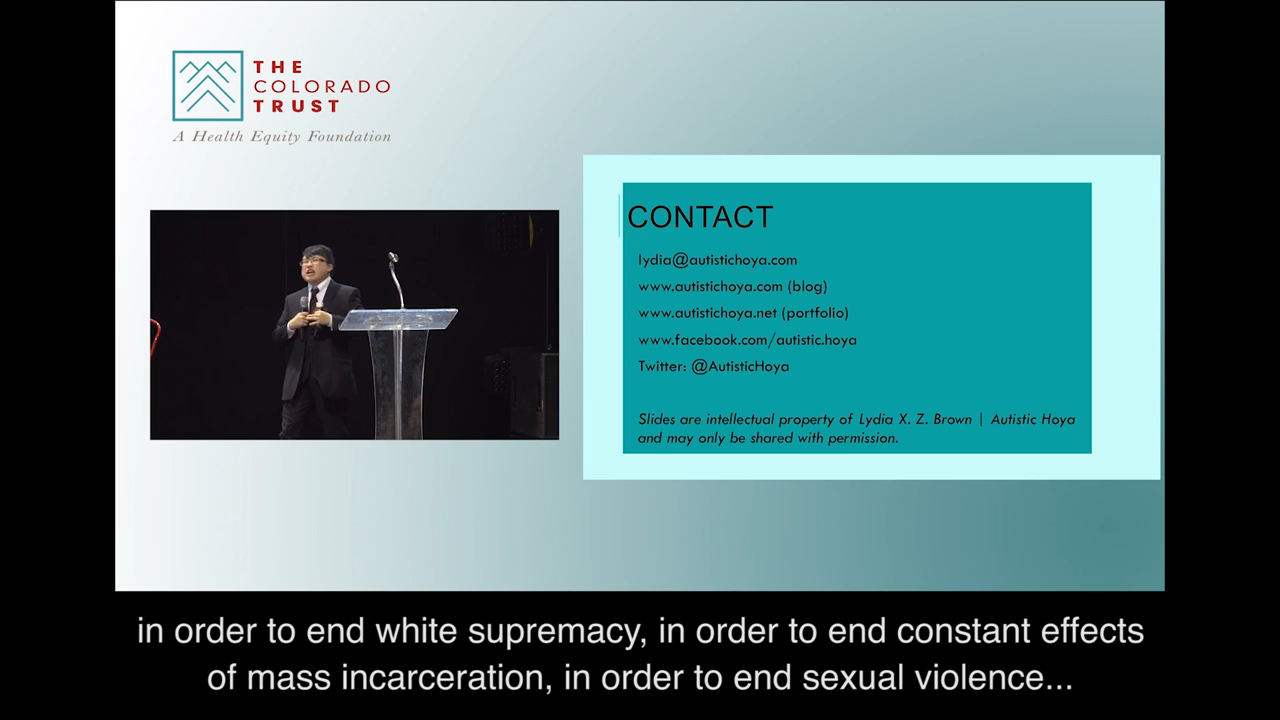 THE
COLORADO
TRUST
A Health Equity Foundation
CONTACT
lydia@autistichoya.com
www.autistichoya.com (blog)
www.autistichoya.net (portfolio)
www.facebook.com/autistic.hoya
Twitter: @AutisticHoya
Slides are intellectual property of Lydia X. Z. Brown | Autistic Hoya
and may only be shared with permission.
in order to end white supremacy, in order to end constant effects
of mass incarceration, in order to end sexual violence...